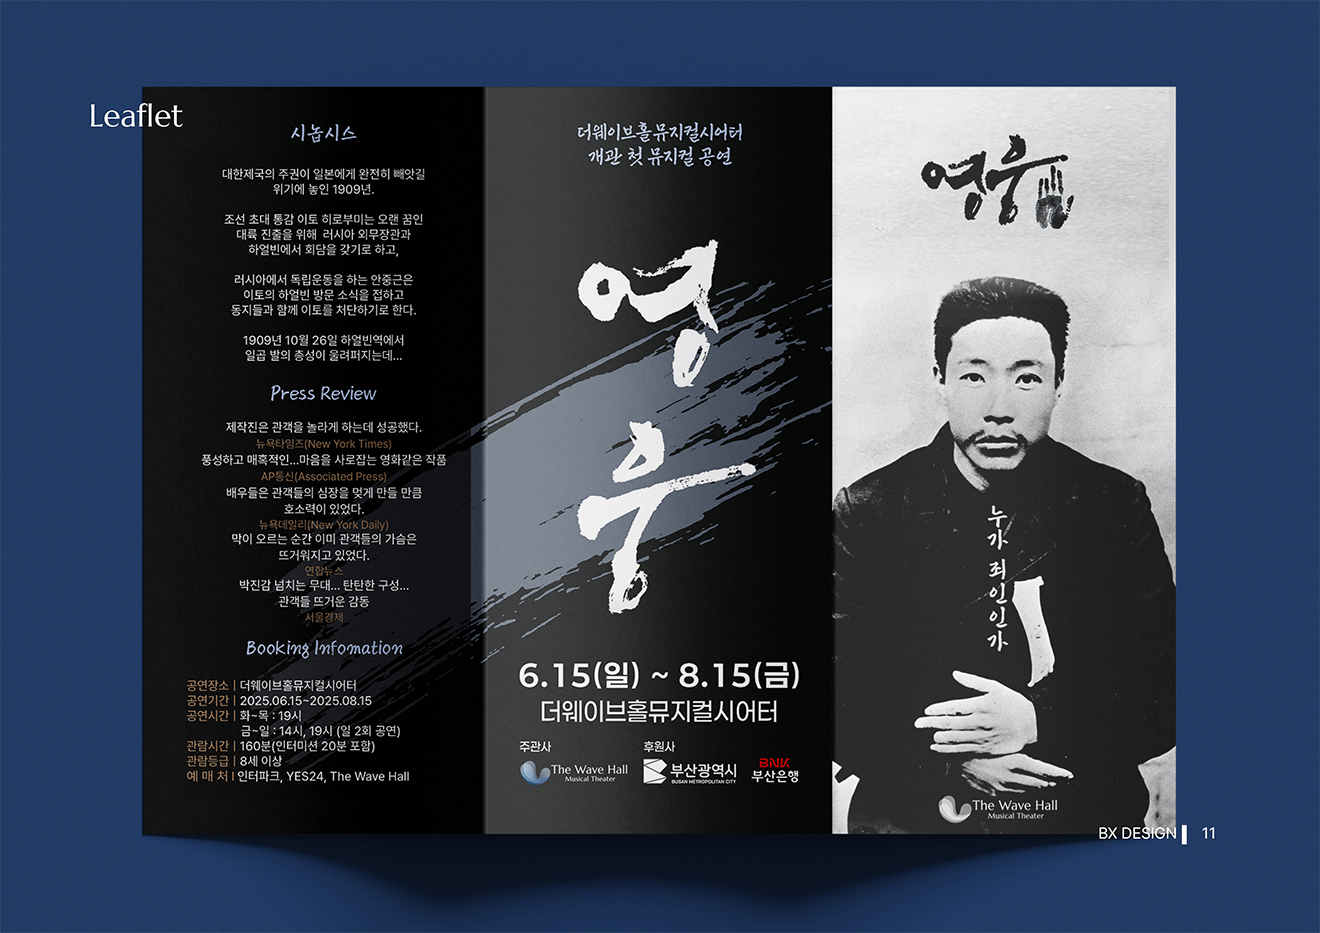 Leaflet
시놉시스
대한제국의 주권이 일본에게 완전히 빼앗길
위기에 놓인 1909년.
조선 초대 통감 이토 히로부미는 오랜 꿈인
대륙 진출을 위해 러시아 외무장관과
하얼빈에서 회담을 갖기로 하고,
러시아에서 독립운동을 하는 안중근은
이토의 하얼빈 방문 소식을 접하고
동지들과 함께 이토를 처단하기로 한다.
1909년 10월 26일 하얼빈역에서
일곱 발의 총성이 울려퍼지는데...
Press Review
제작진은 관객을 놀라게 하는데 성공했다.
뉴욕타임즈(New York Times)
풍성하고 매혹적인...마음을 사로잡는 영화같은 작품
AP통신(Associated Press)
배우들은 관객들의 심장을 멎게 만들 만큼
호소력이 있었다.
뉴욕데일리(New York Daily)
막이 오르는 순간 이미 관객들의 가슴은
뜨거워지고 있었다.
연합뉴스
박진감 넘치는 무대... 탄탄한 구성...
관객들 뜨거운 감동
서울경제
Booking Infomation
공연장소 | 더웨이브홀뮤지컬시어터
공연기간 | 2025.06.15~2025.08.15
공연시간 | 화~목 : 19시
금~일 : 14시, 19시 (일 2회 공연)
관람시간 | 160분(인터미션 20분 포함)
관람등급 | 8세 이상
예 매 처 | 인터파크, YES24, The Wave Hall
더웨이브홀뮤지컬시어터
개관 첫 뮤지컬 공연
영
웅
6.15(일) ~ 8.15(금)
더웨이브홀뮤지컬시어터
주관사
The Wave Hall
Musical Theater
후원사
부산광역시
BUSAN METROPOLITAN CITY
BNK
부산은행
영웅
누가 죄인인가
The Wave Hall
Musical Theater
BX DESIGN 11